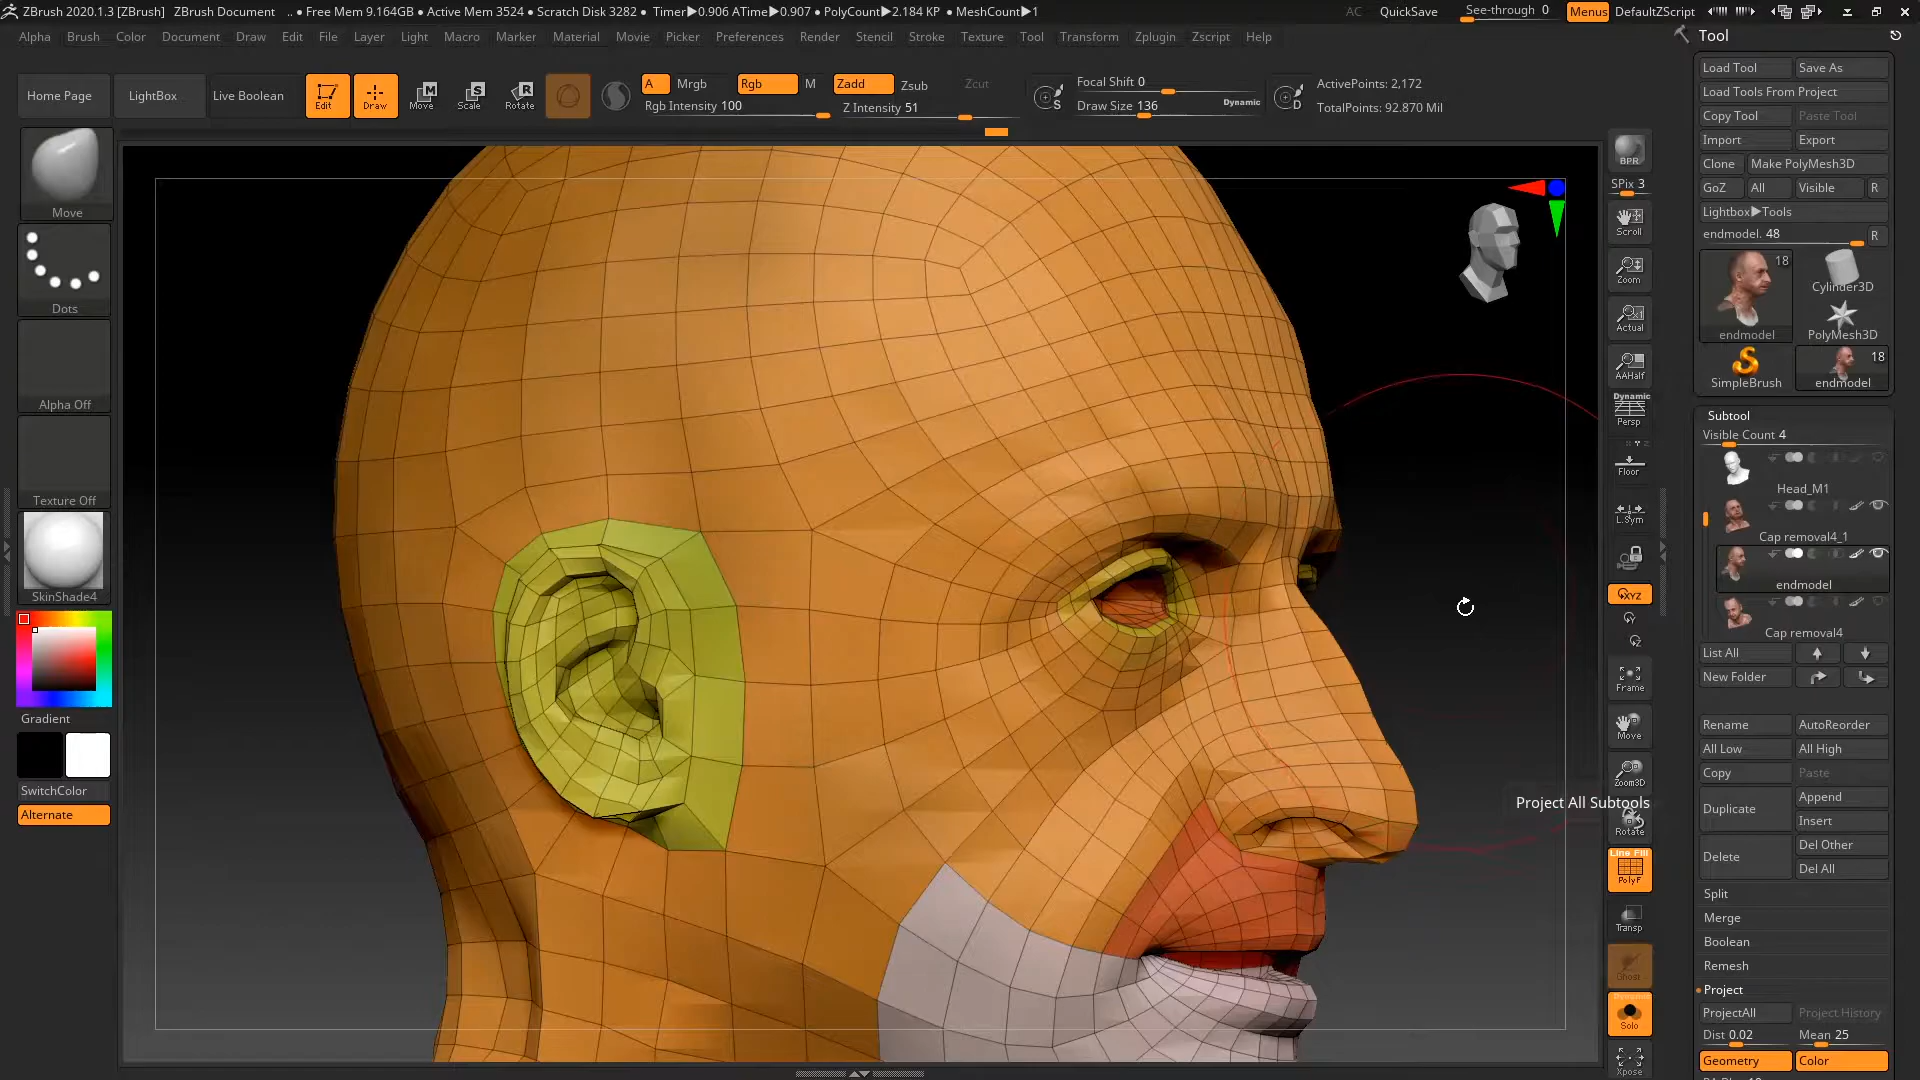 ZBrush 2020.1.3 [ZBrush] ZBrush Document .. • Free Mem 9.164GB • Active Mem 3524 • Scratch Disk 3282 • Timer▶0.906 ATime▶0.907 • PolyCount▶2.184 KP • MeshCount▶1 AC QuickSave See-through 0 Menus DefaultZScript
Alpha Brush Color Document Draw Edit File Layer Light Macro Marker Material Movie Picker Preferences Render Stencil Stroke Texture Tool Transform Zplugin Zscript Help
Home Page LightBox Live Boolean Edit Draw Move Scale Rotate
A Mrgb Rgb M Zadd Zsub Zcut
Rgb Intensity 100 Z Intensity 51
S Focal Shift 0
Draw Size 136 Dynamic D
ActivePoints: 2,172
TotalPoints: 92.870 Mil
Move
Dots
Alpha Off
Texture Off
SkinShade4
Gradient
SwitchColor
Alternate
Project All Subtools
BPR
SPix 3
Scroll
Zoom
Actual
AAHalf
Dynamic
Persp
Floor
L.Sym
XYZ
Y
Z
Frame
Move
Zoom3D
Rotate
Line Fill
PolyF
Transp
Ghost
Dynamic
Solo
Xpose
Tool
Load Tool Save As
Load Tools From Project
Copy Tool Paste Tool
Import Export
Clone Make PolyMesh3D
GoZ All Visible R
Lightbox▶Tools
endmodel. 48 R
18
Cylinder3D
endmodel PolyMesh3D
18
SimpleBrush endmodel
Subtool
Visible Count 4
Head_M1
Cap removal4_1
endmodel
Cap removal4
List All
New Folder
Rename AutoReorder
All Low All High
Copy Paste
Duplicate Append
Insert
Delete Del Other
Del All
Split
Merge
Boolean
Remesh
Project
ProjectAll Project History
Dist 0.02 Mean 25
Geometry Color